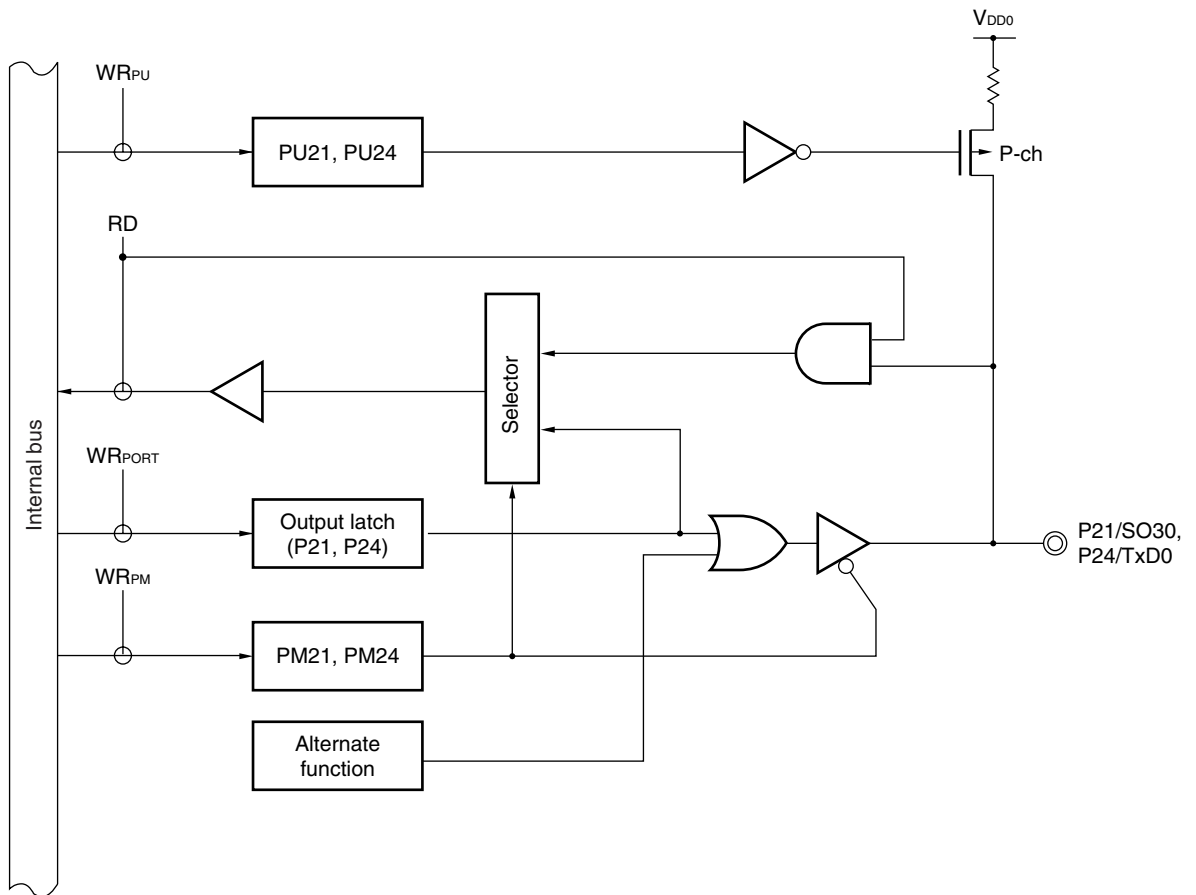 VDD0
WRPU
PU21, PU24
P-ch
RD
Selector
Internal bus
WRPORT
Output latch
(P21, P24)
P21/SO30,
P24/TxD0
WRPM
PM21, PM24
Alternate
function